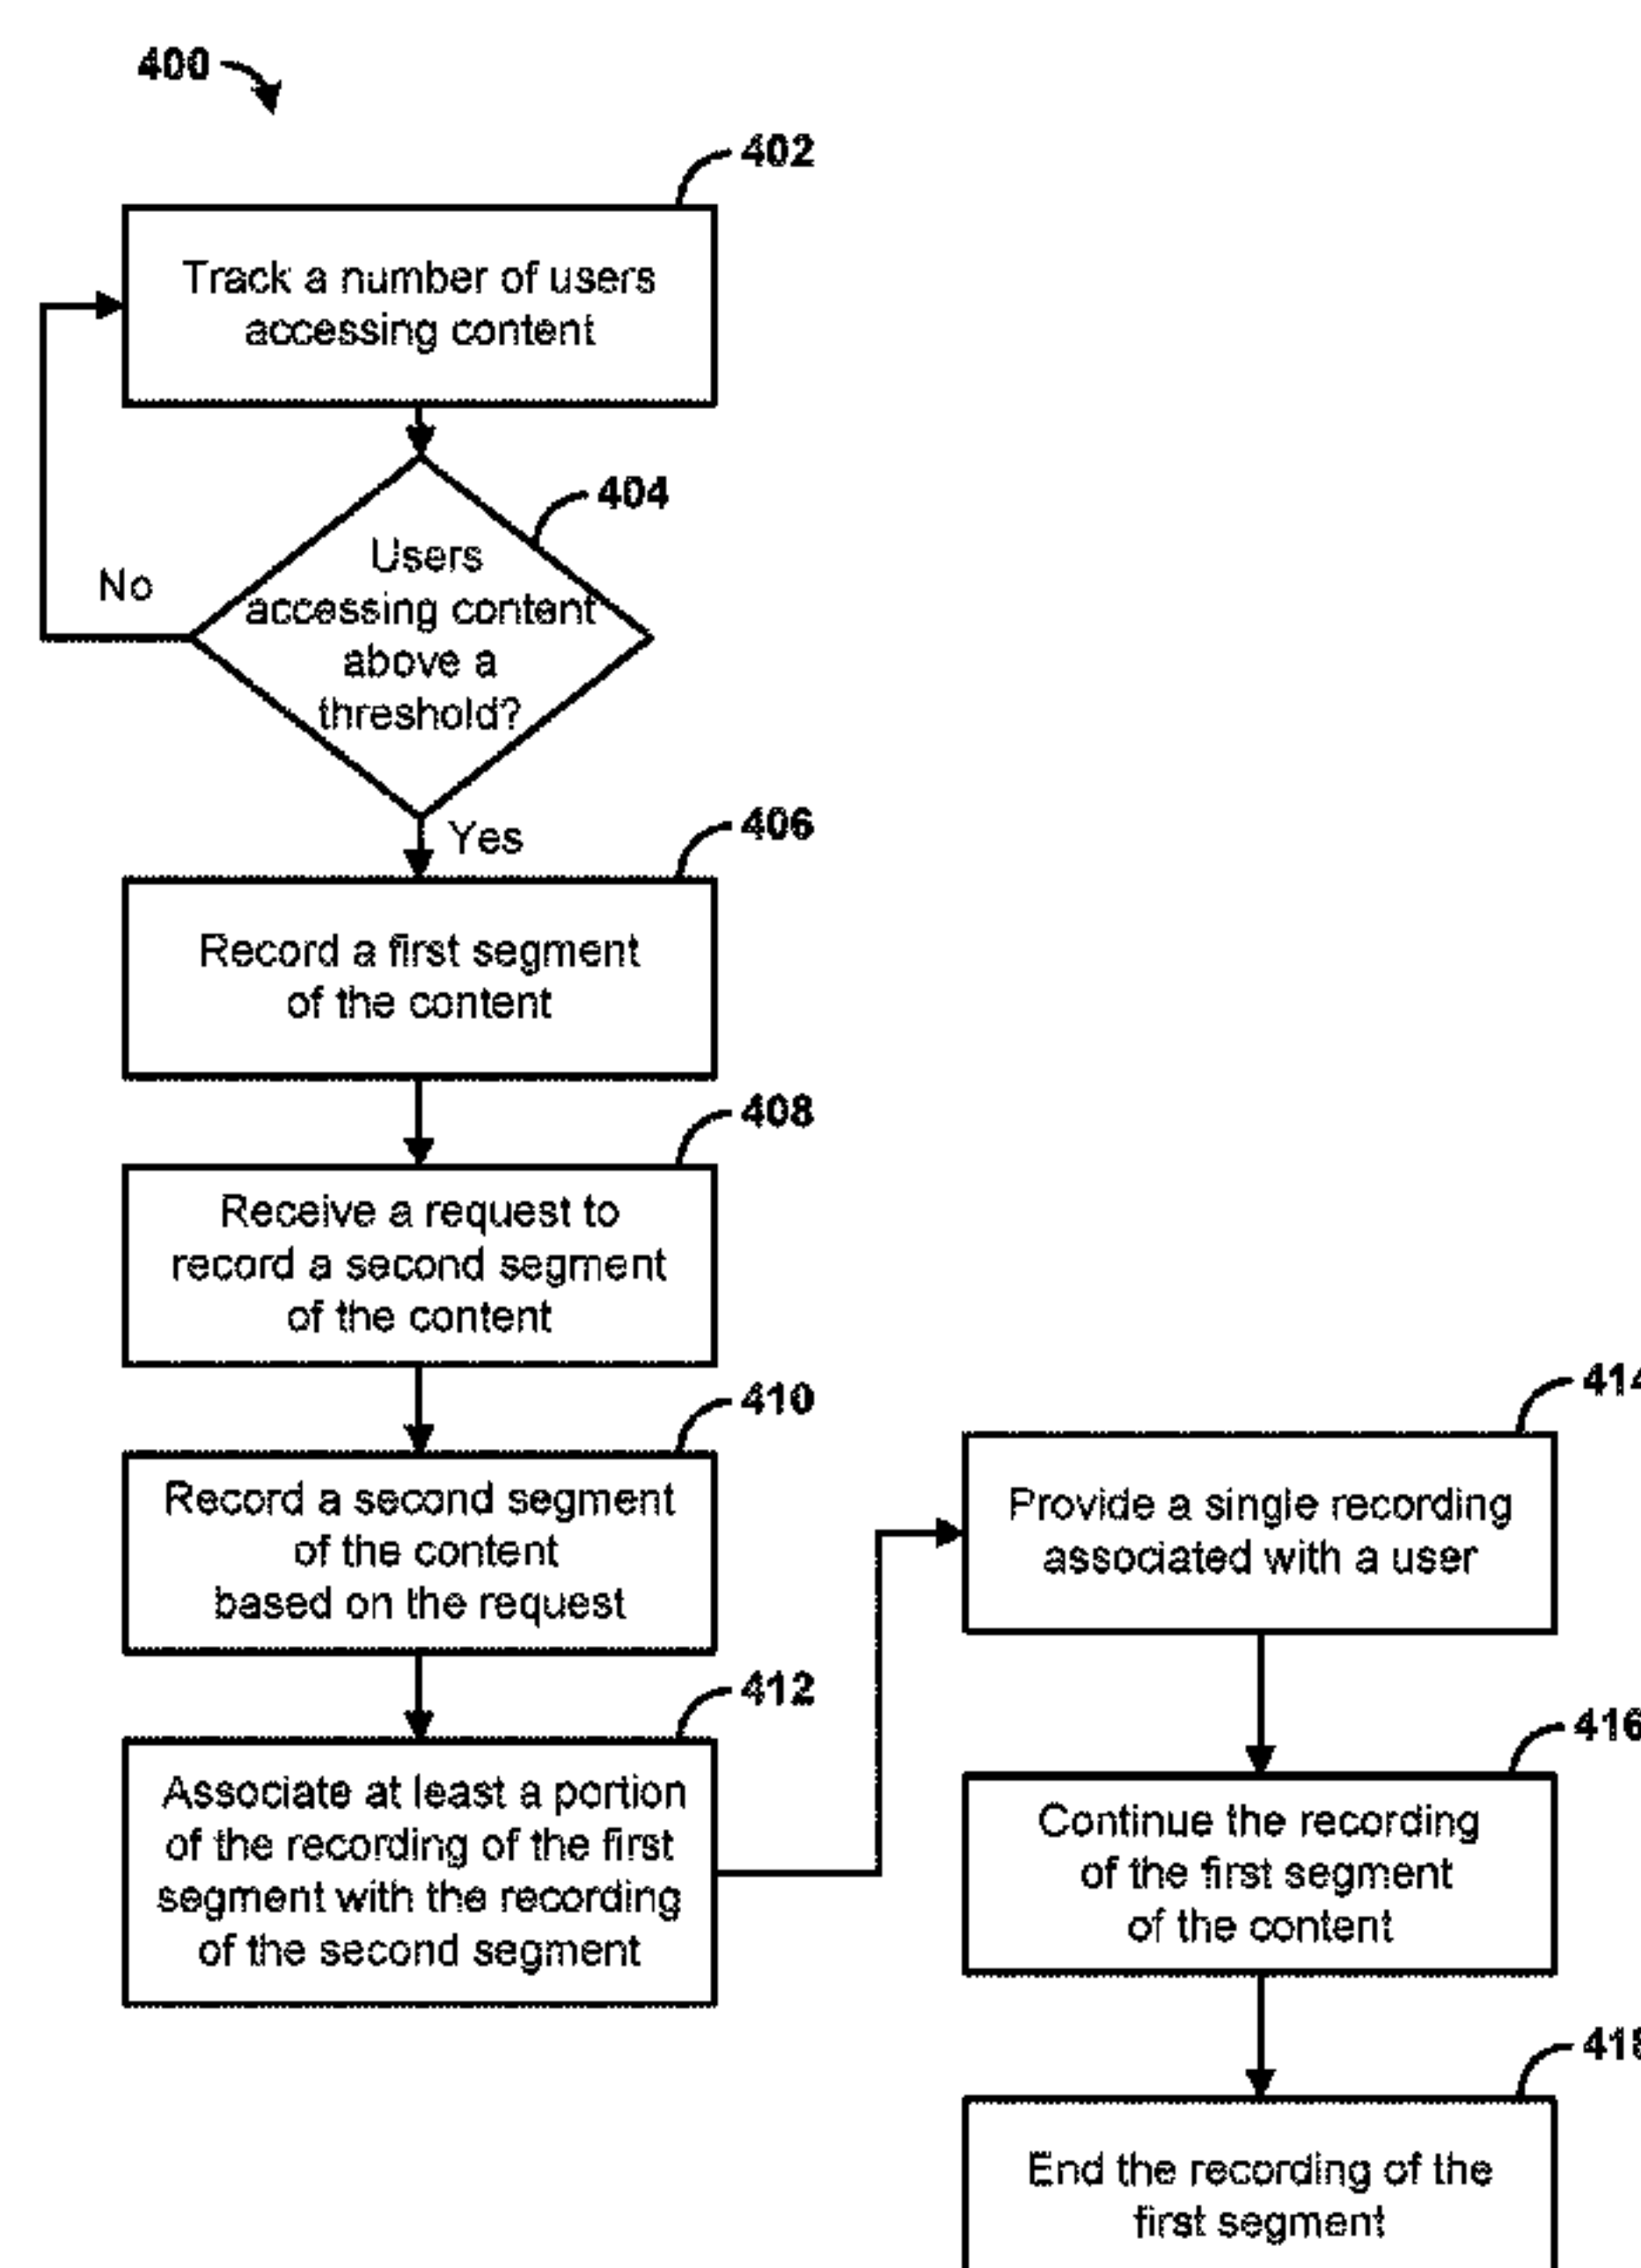 400
402
Track a number of users
accessing content
404
Users
accessing content
above a
threshold?
No
Yes
406
Record a first segment
of the content
408
Receive a request to
record a second segment
of the content
410
Record a second segment
of the content
based on the request
412
Associate at least a portion
of the recording of the first
segment with the recording
of the second segment
414
Provide a single recording
associated with a user
416
Continue the recording
of the first segment
of the content
418
End the recording of the
first segment